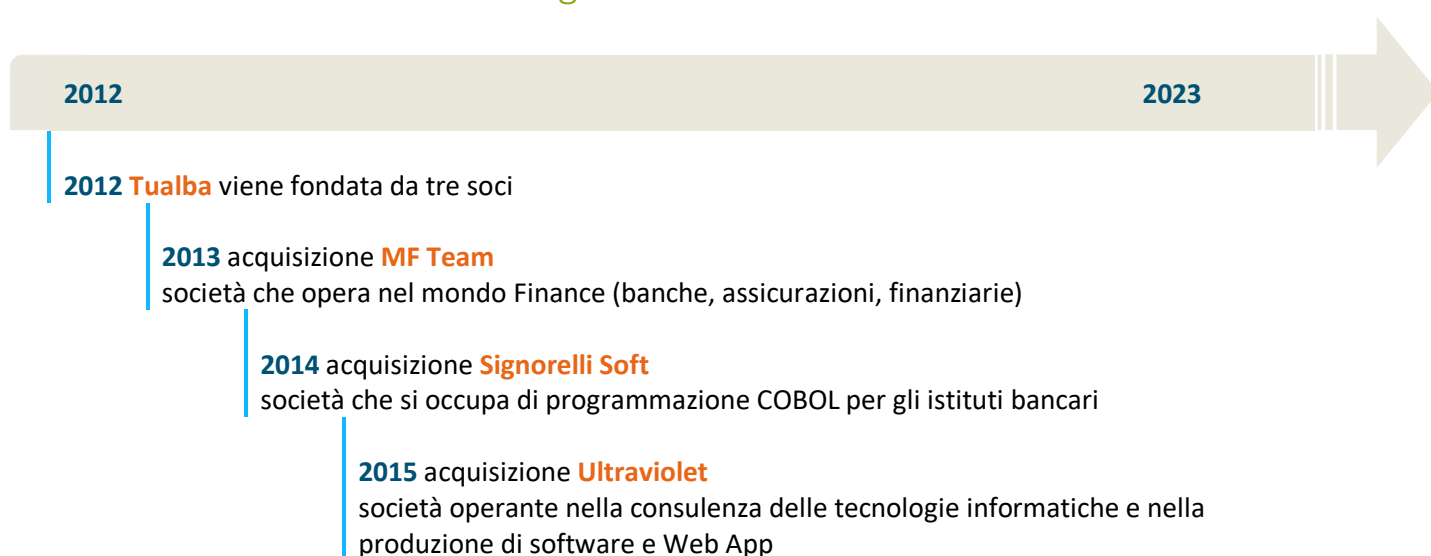 2012 2023
2012 Tualba viene fondata da tre soci
2013 acquisizione MF Team
società che opera nel mondo Finance (banche, assicurazioni, finanziarie)
2014 acquisizione Signorelli Soft
società che si occupa di programmazione COBOL per gli istituti bancari
2015 acquisizione Ultraviolet
società operante nella consulenza delle tecnologie informatiche e nella
produzione di software e Web App